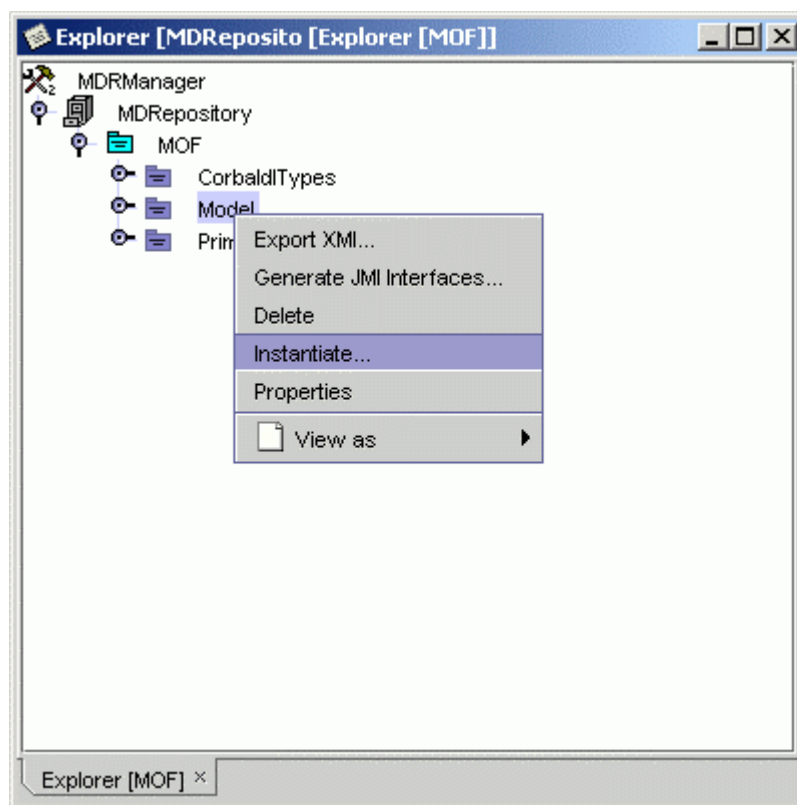 Explorer [MDReposito [Explorer [MOF]]
MDRManager
MDRepository
MOF
CorbaIdlTypes
Model
Prim
Export XMI...
Generate JMI Interfaces...
Delete
Instantiate...
Properties
View as
Explorer [MOF]